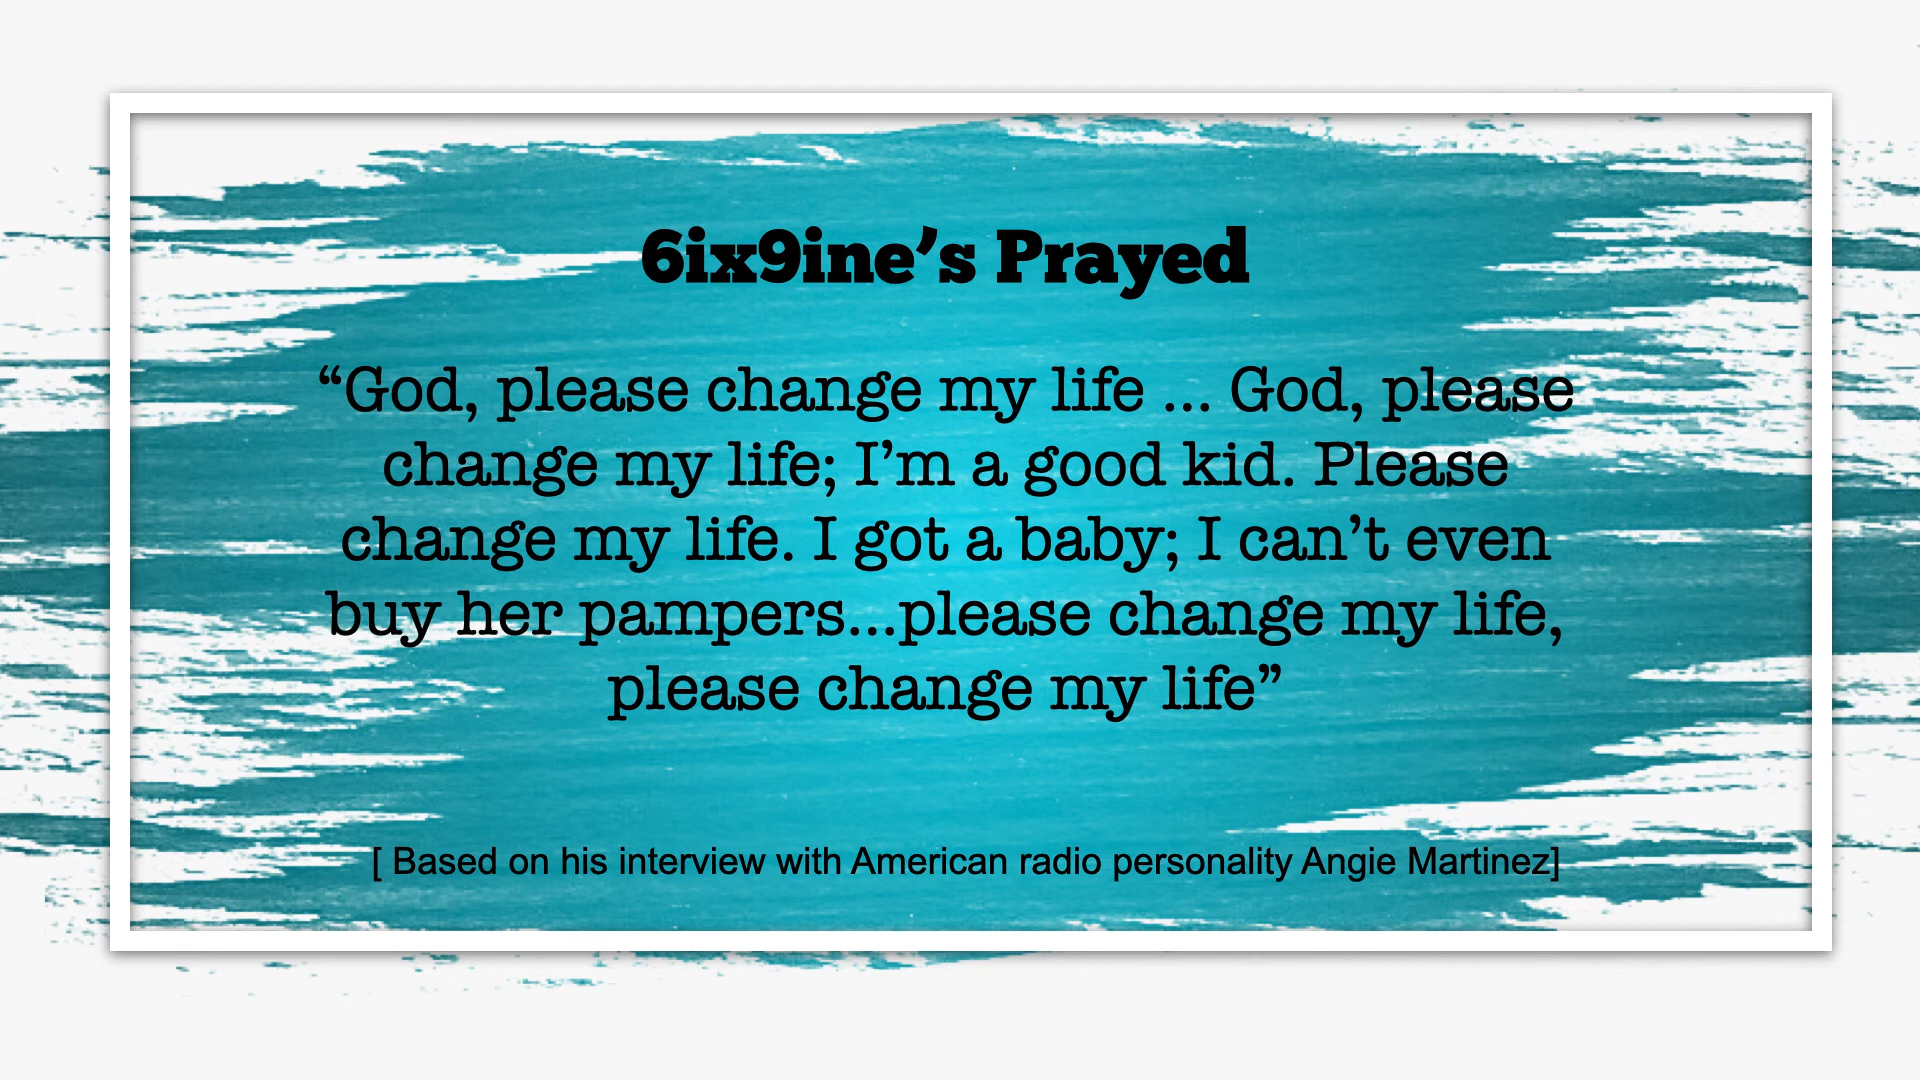 6ix9ine’s Prayed
“God, please change my life ... God, please
change my life; I’m a good kid. Please
change my life. I got a baby; I can’t even
buy her pampers...please change my life,
please change my life”
[ Based on his interview with American radio personality Angie Martinez]